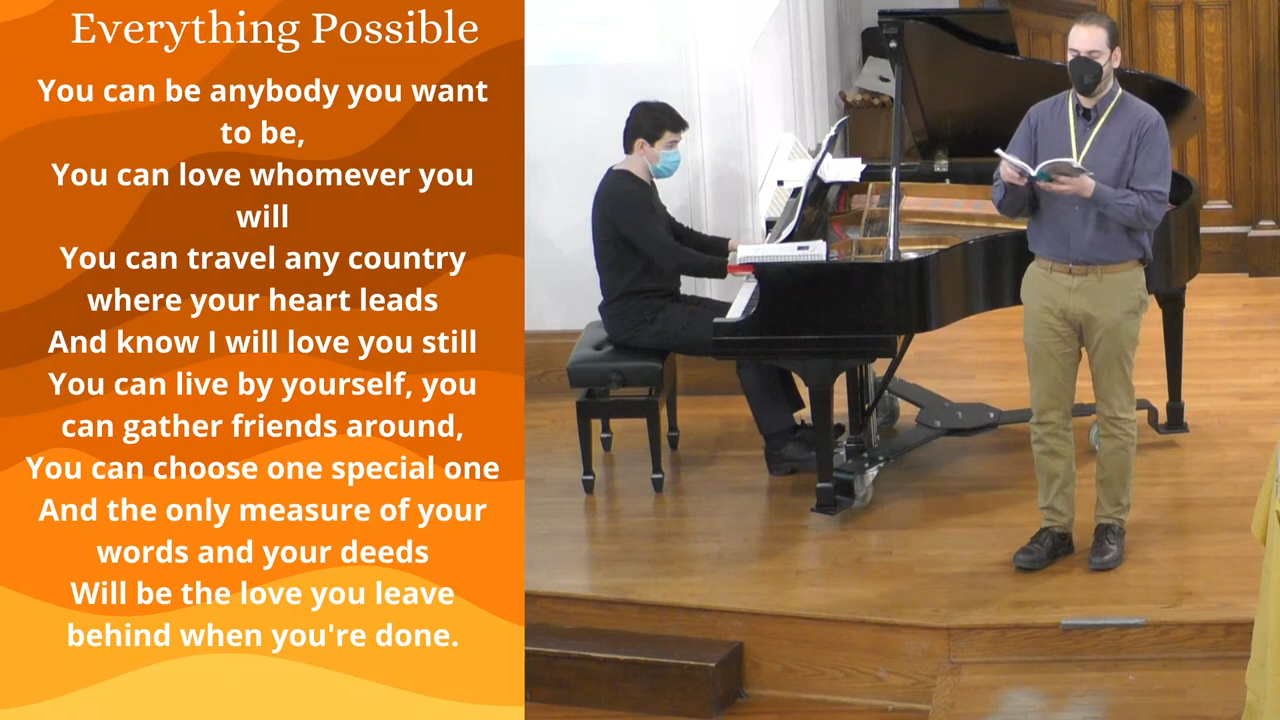 Everything Possible
You can be anybody you want
to be,
You can love whomever you
will
You can travel any country
where your heart leads
And know I will love you still
You can live by yourself, you
can gather friends around,
You can choose one special one
And the only measure of your
words and your deeds
Will be the love you leave
behind when you're done.